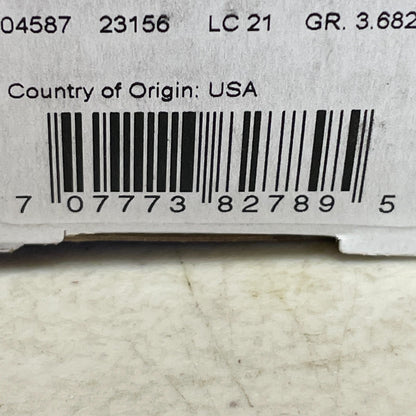 04587 23156 LC 21 GR. 3.682
Country of Origin: USA
7 07773 82789 5